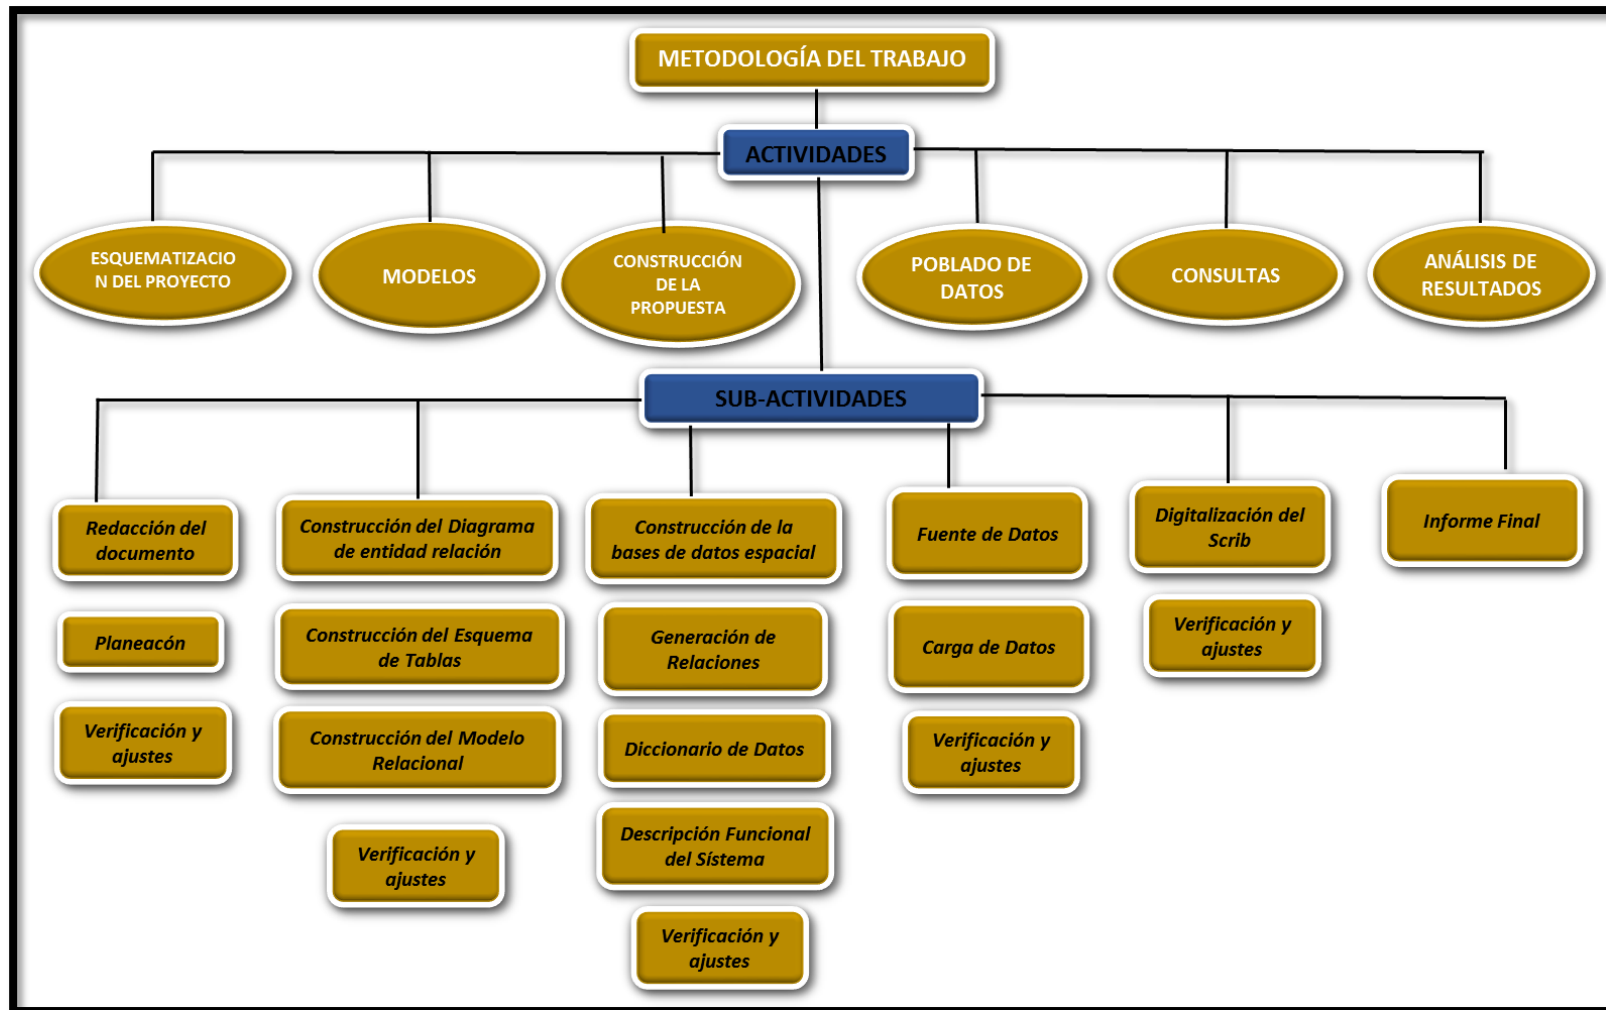 METODOLOGÍA DEL TRABAJO
ACTIVIDADES
ESQUEMATIZACIO
N DEL PROYECTO
MODELOS
CONSTRUCCIÓN
DE LA
PROPUESTA
POBLADO DE
DATOS
CONSULTAS
ANÁLISIS DE
RESULTADOS
SUB-ACTIVIDADES
Redacción del
documento
Planeacón
Verificación y
ajustes
Construcción del Diagrama
de entidad relación
Construcción del Esquema
de Tablas
Construcción del Modelo
Relacional
Verificación y
ajustes
Construcción de la
bases de datos espacial
Generación de
Relaciones
Diccionario de Datos
Descripción Funcional
del Sístema
Verificación y
ajustes
Fuente de Datos
Carga de Datos
Verificación y
ajustes
Digitalización del
Scrib
Verificación y
ajustes
Informe Final